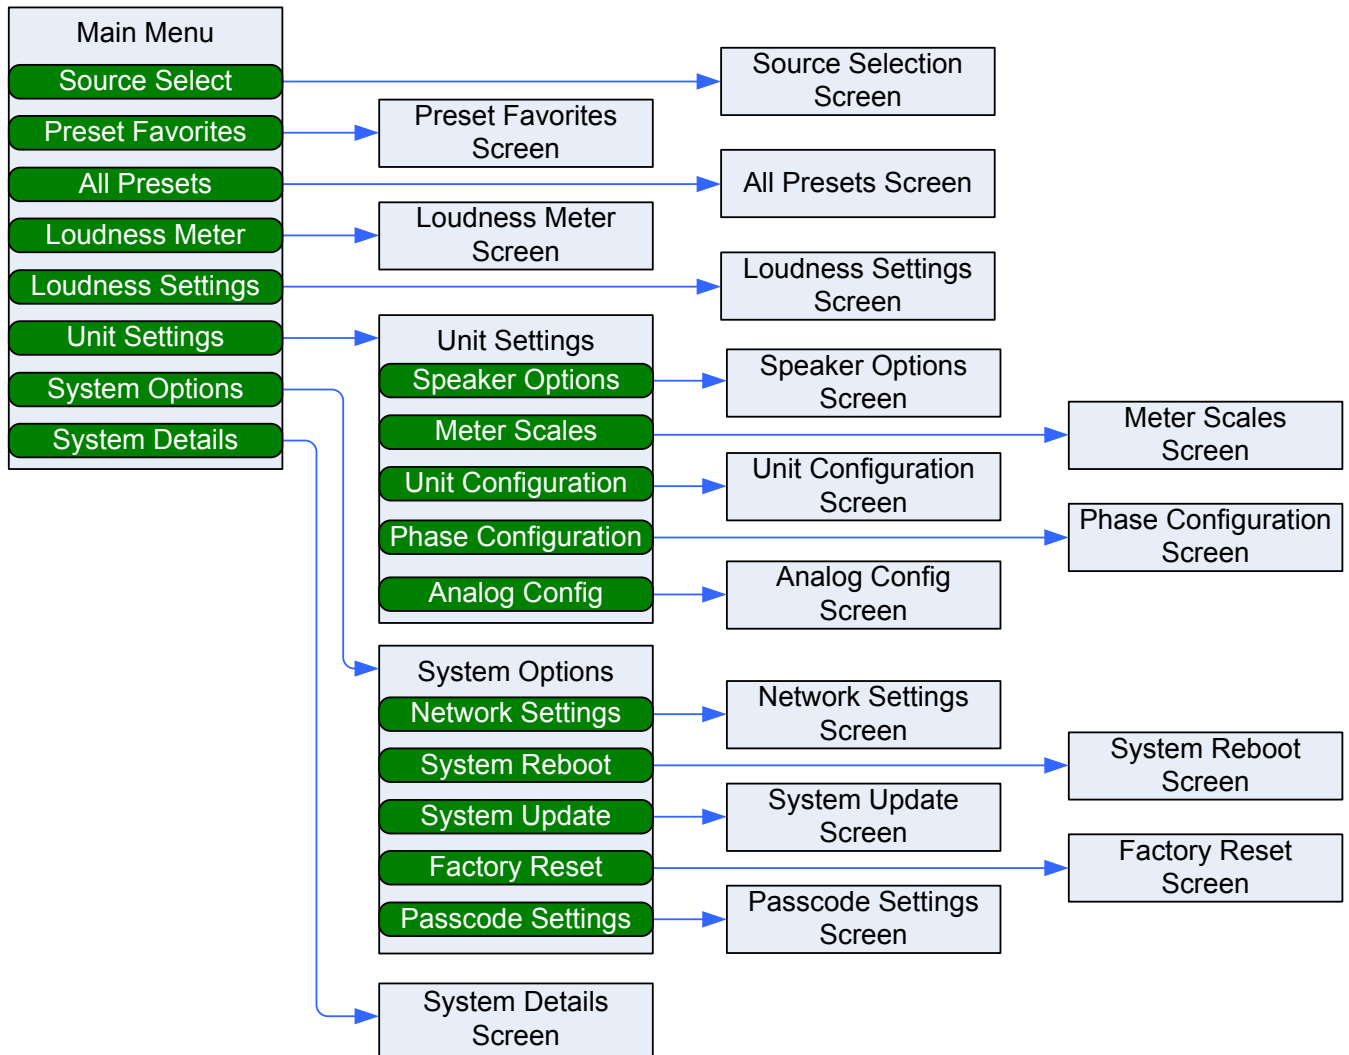 Main Menu
Source Select
Preset Favorites
All Presets
Loudness Meter
Loudness Settings
Unit Settings
System Options
System Details
Source Selection
Screen
Preset Favorites
Screen
All Presets Screen
Loudness Meter
Screen
Loudness Settings
Screen
Unit Settings
Speaker Options
Meter Scales
Unit Configuration
Phase Configuration
Analog Config
Speaker Options
Screen
Meter Scales
Screen
Unit Configuration
Screen
Phase Configuration
Screen
Analog Config
Screen
System Options
Network Settings
System Reboot
System Update
Factory Reset
Passcode Settings
Network Settings
Screen
System Reboot
Screen
System Update
Screen
Factory Reset
Screen
Passcode Settings
Screen
System Details
Screen